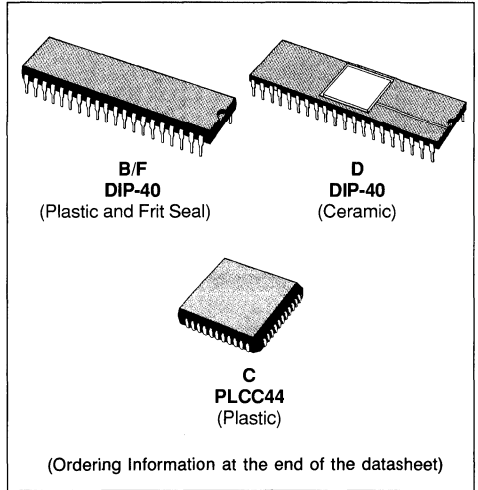 B/F
DIP-40
(Plastic and Frit Seal)
D
DIP-40
(Ceramic)
C
PLCC44
(Plastic)
(Ordering Information at the end of the datasheet)